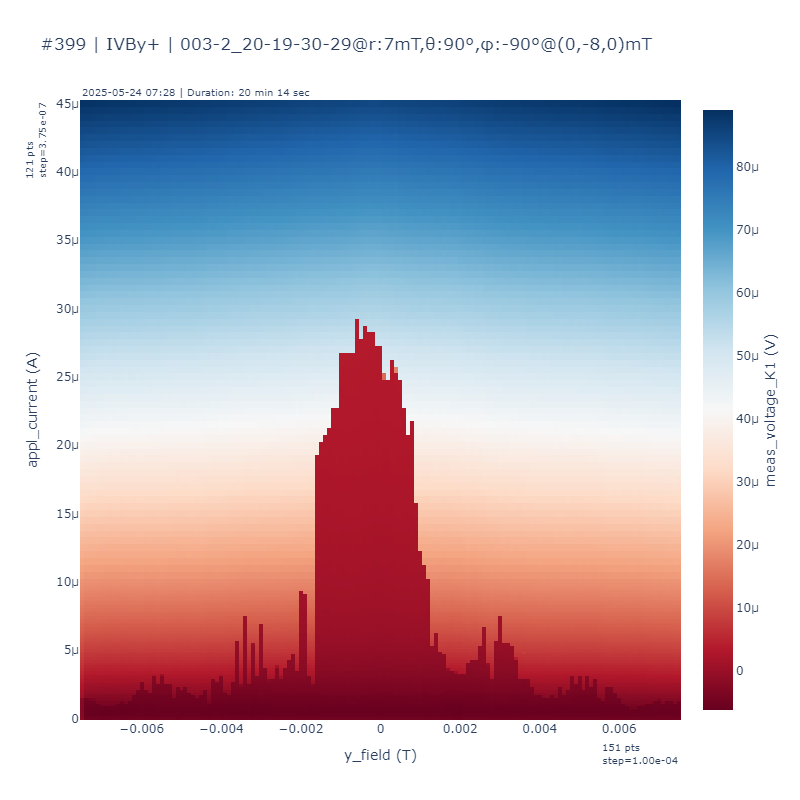 #399 | IVBy+ | 003-2_20-19-30-29@r:7mT,θ:90°,φ:-90°@(0,-8,0)mT
2025-05-24 07:28 | Duration: 20 min 14 sec
121 pts
step=3.75e-07
45μ
40μ
35μ
30μ
25μ
20μ
15μ
10μ
5μ
0
appl_current (A)
−0.006
−0.004
−0.002
0
0.002
0.004
0.006
y_field (T)
151 pts
step=1.00e-04
80μ
70μ
60μ
50μ
40μ
30μ
20μ
10μ
0
meas_voltage_K1 (V)